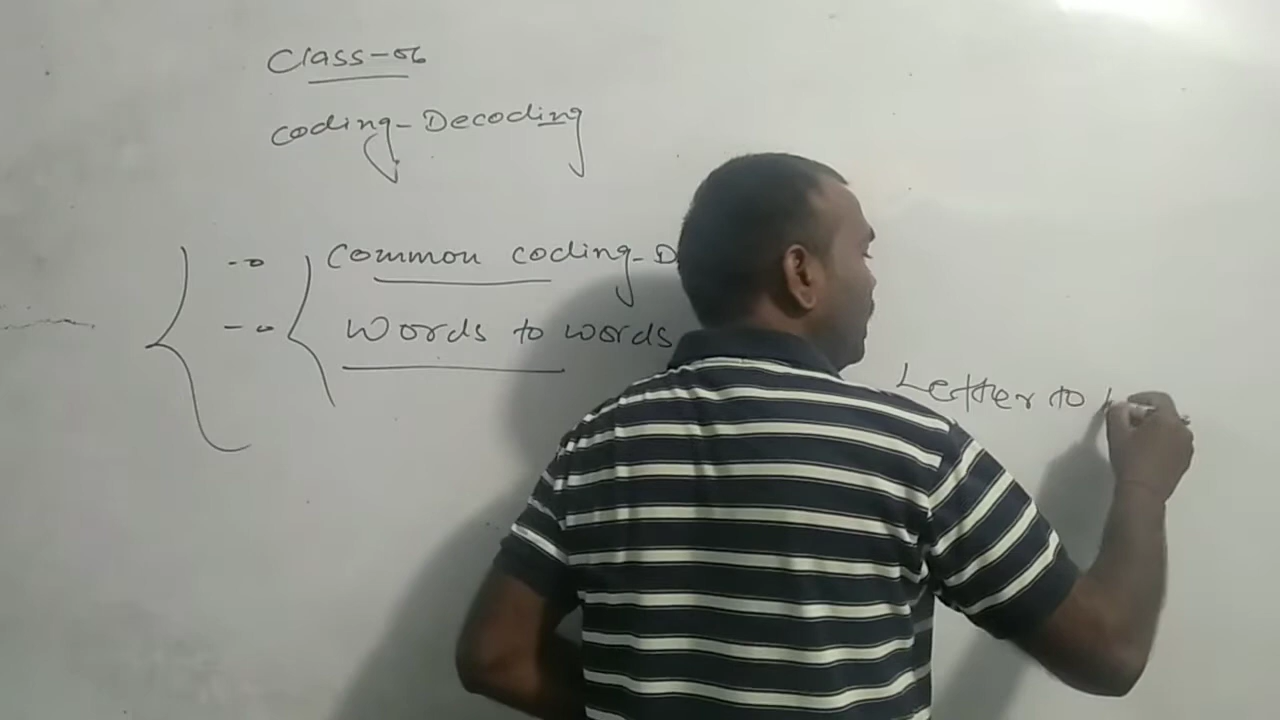 Class-06
Coding-Decoding
Common coding-D
Words to words
Letter to